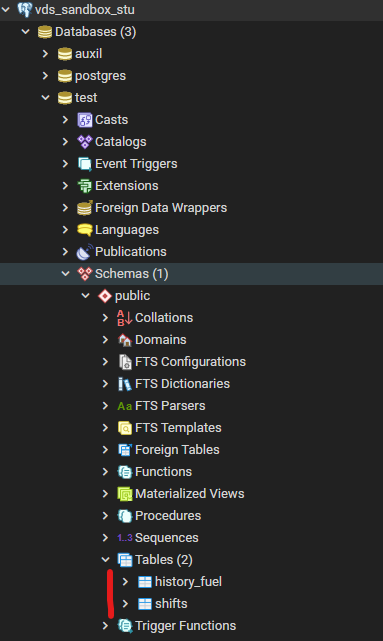 vds_sandbox_stu
Databases (3)
auxil
postgres
test
Casts
Catalogs
Event Triggers
Extensions
Foreign Data Wrappers
Languages
Publications
Schemas (1)
public
A
B Collations
Domains
FTS Configurations
FTS Dictionaries
Aa FTS Parsers
FTS Templates
Foreign Tables
Functions
Materialized Views
Procedures
1..3 Sequences
Tables (2)
history_fuel
shifts
Trigger Functions